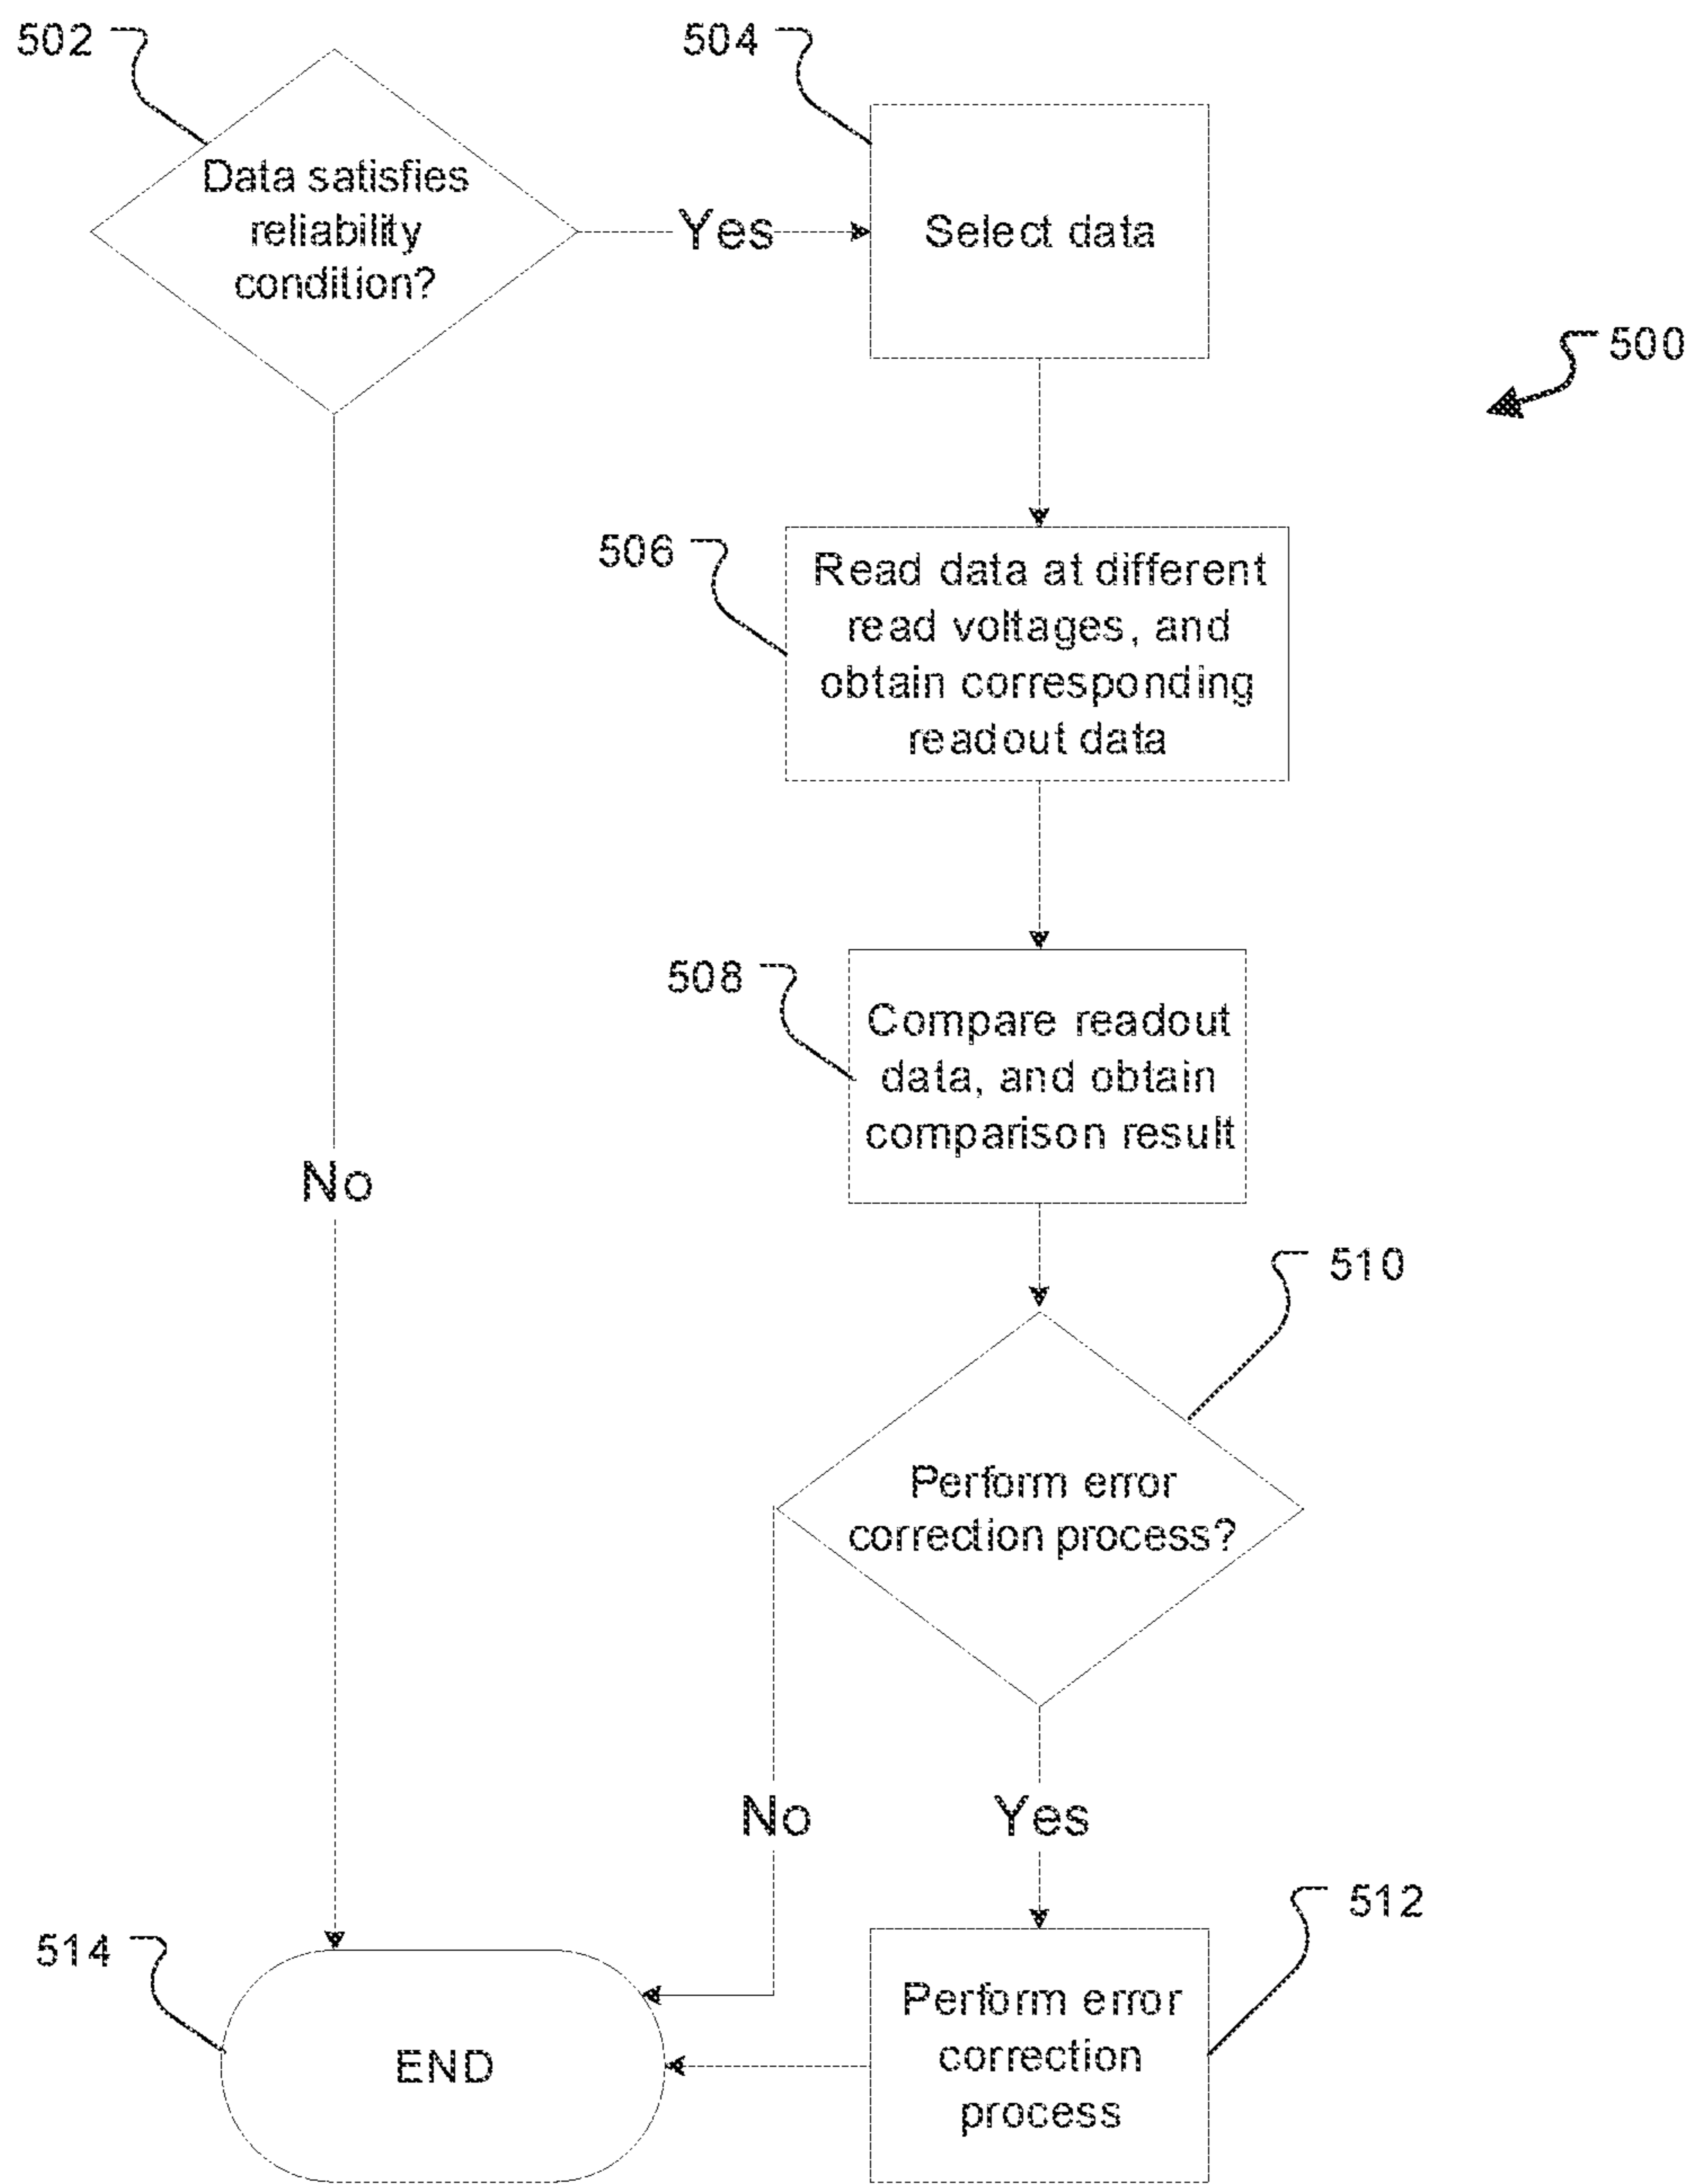 502
504
Data satisfies
reliability
condition?
Yes
Select data
500
506
Read data at different
read voltages, and
obtain corresponding
readout data
508
Compare readout
data, and obtain
comparison result
No
510
Perform error
correction process?
No
Yes
512
514
Perform error
correction
process
END